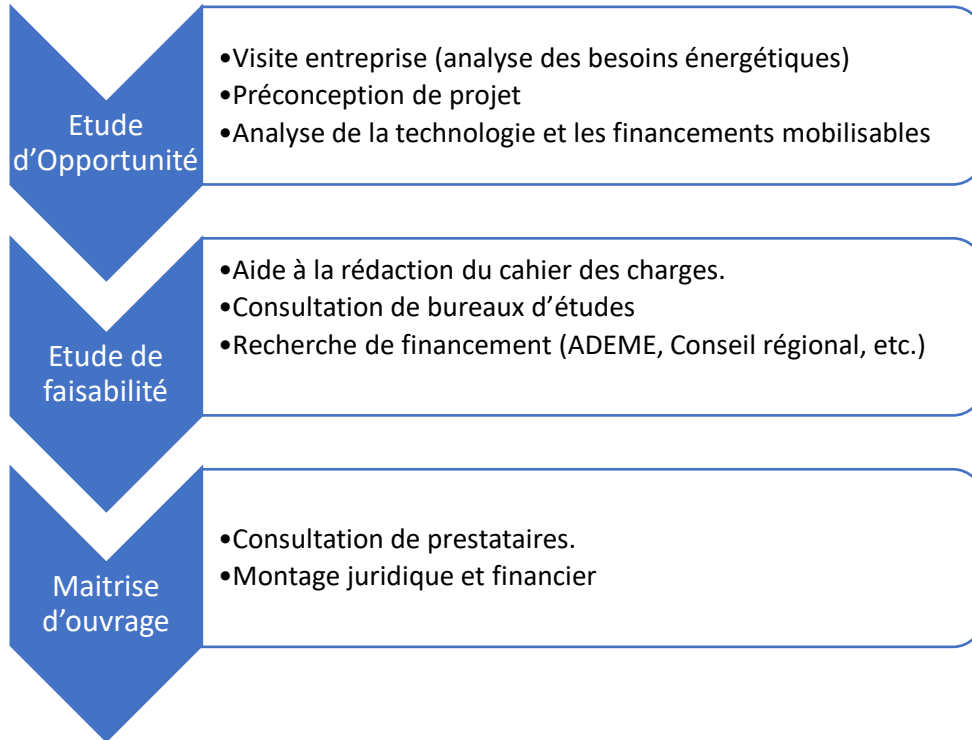 Etude
d’Opportunité
•Visite entreprise (analyse des besoins énergétiques)
•Préconception de projet
•Analyse de la technologie et les financements mobilisables
Etude de
faisabilité
•Aide à la rédaction du cahier des charges.
•Consultation de bureaux d’études
•Recherche de financement (ADEME, Conseil régional, etc.)
Maitrise
d’ouvrage
•Consultation de prestataires.
•Montage juridique et financier